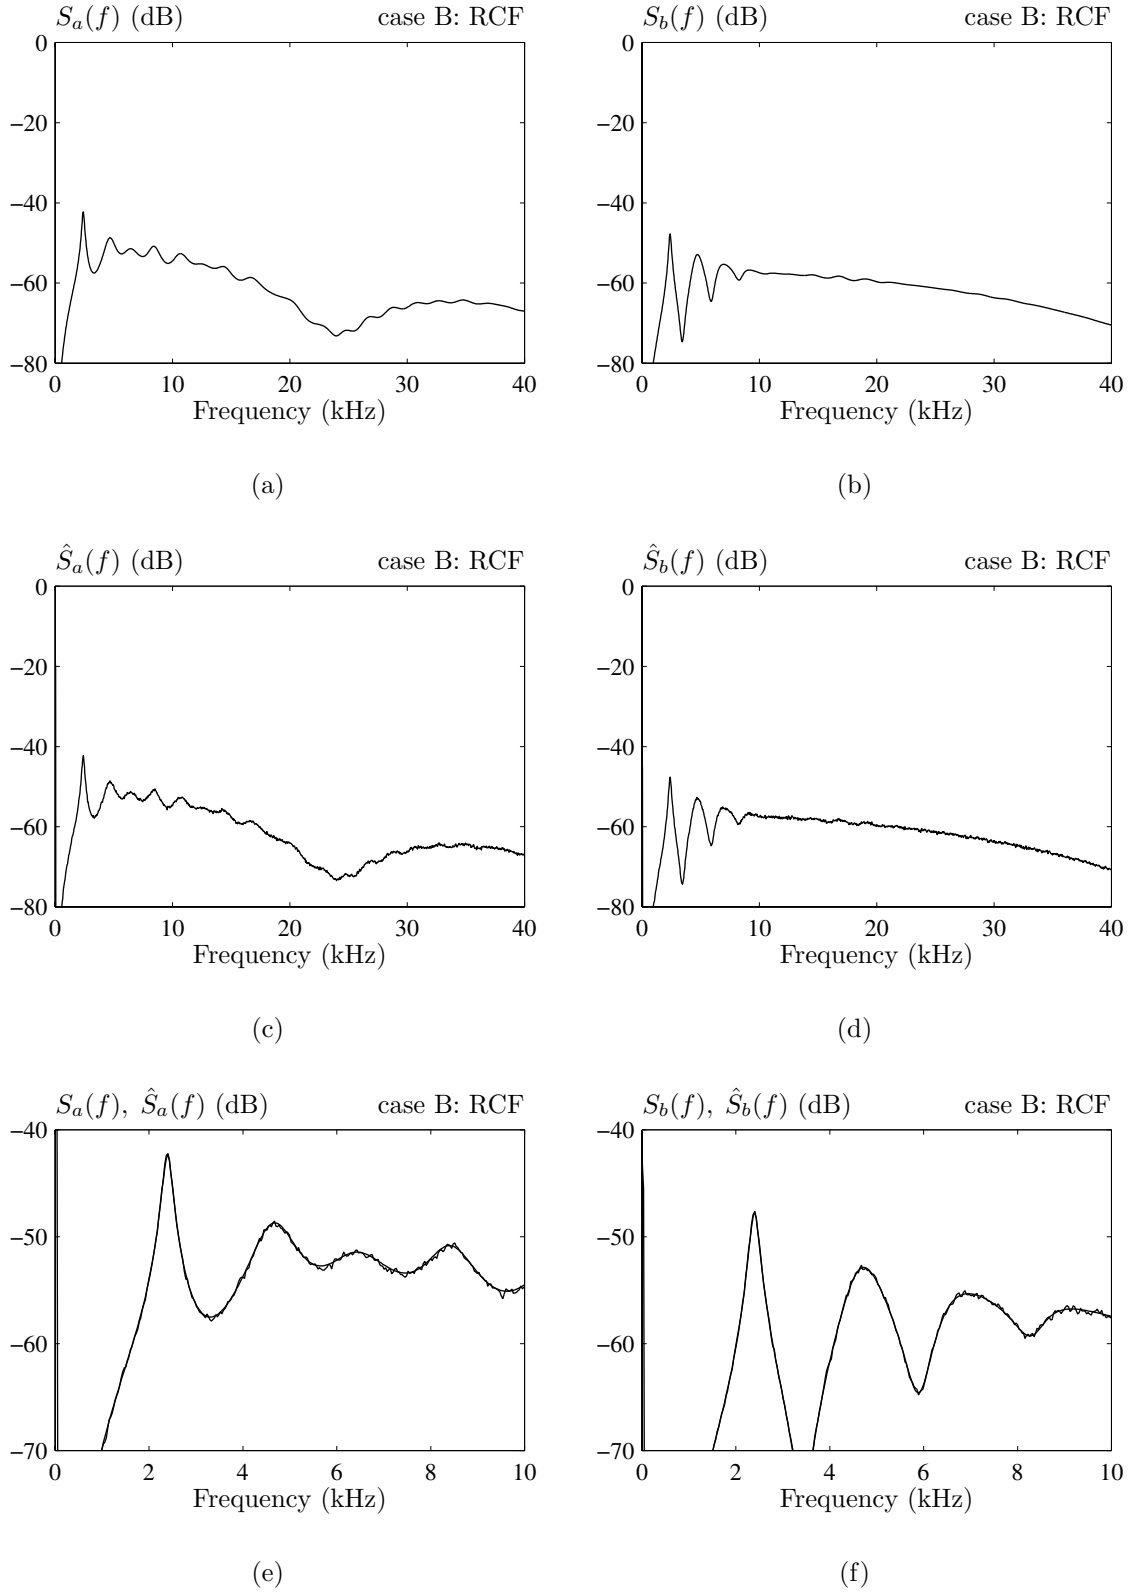 S_a(f) (dB) case B: RCF
0
−20
−40
−60
−80
0 10 20 30 40
Frequency (kHz)
(a)
S_b(f) (dB) case B: RCF
0
−20
−40
−60
−80
0 10 20 30 40
Frequency (kHz)
(b)
Ŝ_a(f) (dB) case B: RCF
0
−20
−40
−60
−80
0 10 20 30 40
Frequency (kHz)
(c)
Ŝ_b(f) (dB) case B: RCF
0
−20
−40
−60
−80
0 10 20 30 40
Frequency (kHz)
(d)
S_a(f), Ŝ_a(f) (dB) case B: RCF
−40
−50
−60
−70
0 2 4 6 8 10
Frequency (kHz)
(e)
S_b(f), Ŝ_b(f) (dB) case B: RCF
−40
−50
−60
−70
0 2 4 6 8 10
Frequency (kHz)
(f)